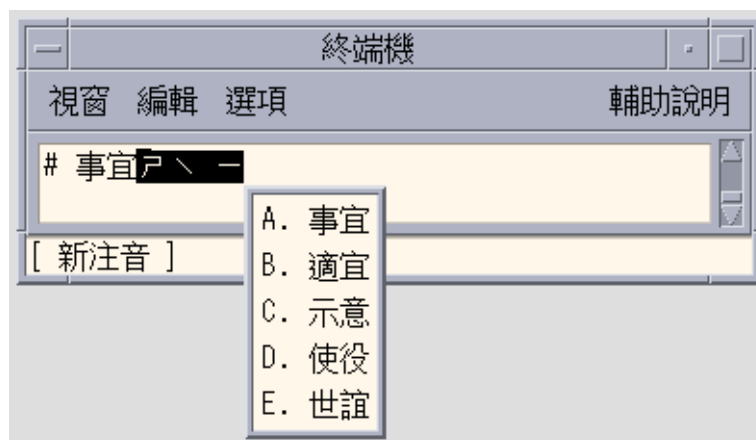 終端機
視窗 編輯 選項 輔助說明
# 事宜ㄕㄟˋ ㄧ
A. 事宜
B. 適宜
C. 示意
D. 使役
E. 世誼
[ 新注音 ]